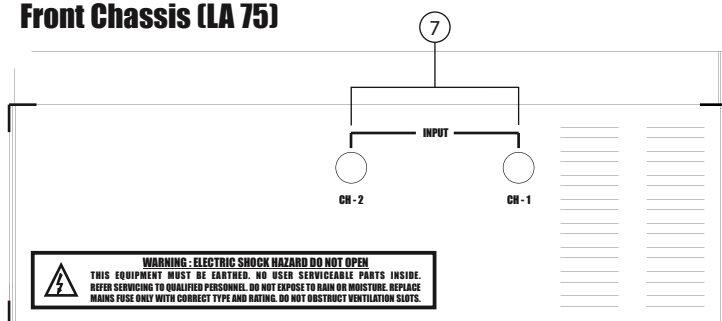 Front Chassis (LA 75)
7
INPUT
CH - 2
CH - 1
WARNING : ELECTRIC SHOCK HAZARD DO NOT OPEN
THIS EQUIPMENT MUST BE EARTHED. NO USER SERVICEABLE PARTS INSIDE.
REFER SERVICING TO QUALIFIED PERSONNEL. DO NOT EXPOSE TO RAIN OR MOISTURE. REPLACE
MAINS FUSE ONLY WITH CORRECT TYPE AND RATING. DO NOT OBSTRUCT VENTILATION SLOTS.